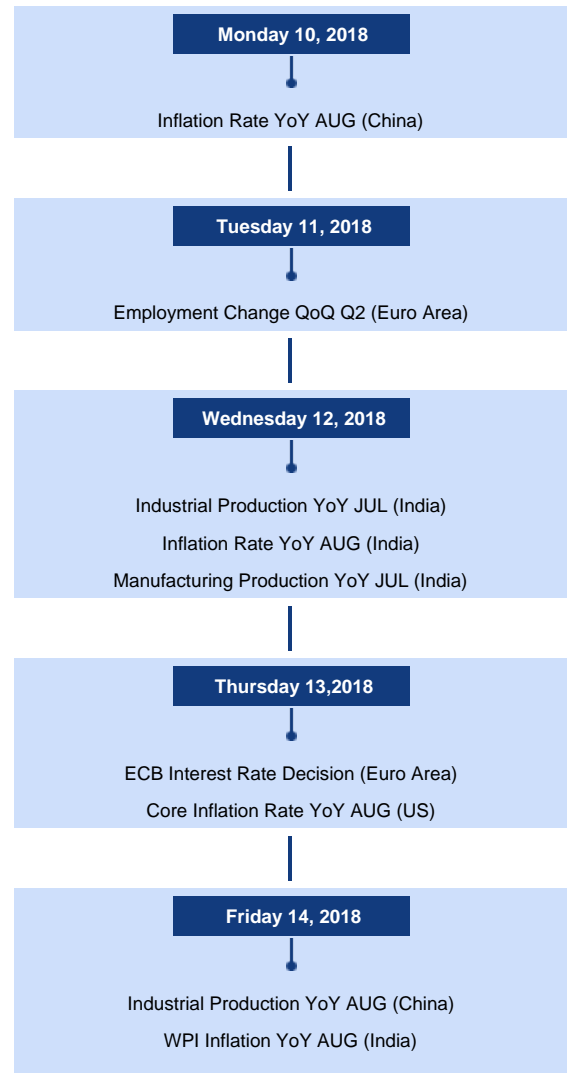 Monday 10, 2018
Inflation Rate YoY AUG (China)
Tuesday 11, 2018
Employment Change QoQ Q2 (Euro Area)
Wednesday 12, 2018
Industrial Production YoY JUL (India)
Inflation Rate YoY AUG (India)
Manufacturing Production YoY JUL (India)
Thursday 13,2018
ECB Interest Rate Decision (Euro Area)
Core Inflation Rate YoY AUG (US)
Friday 14, 2018
Industrial Production YoY AUG (China)
WPI Inflation YoY AUG (India)